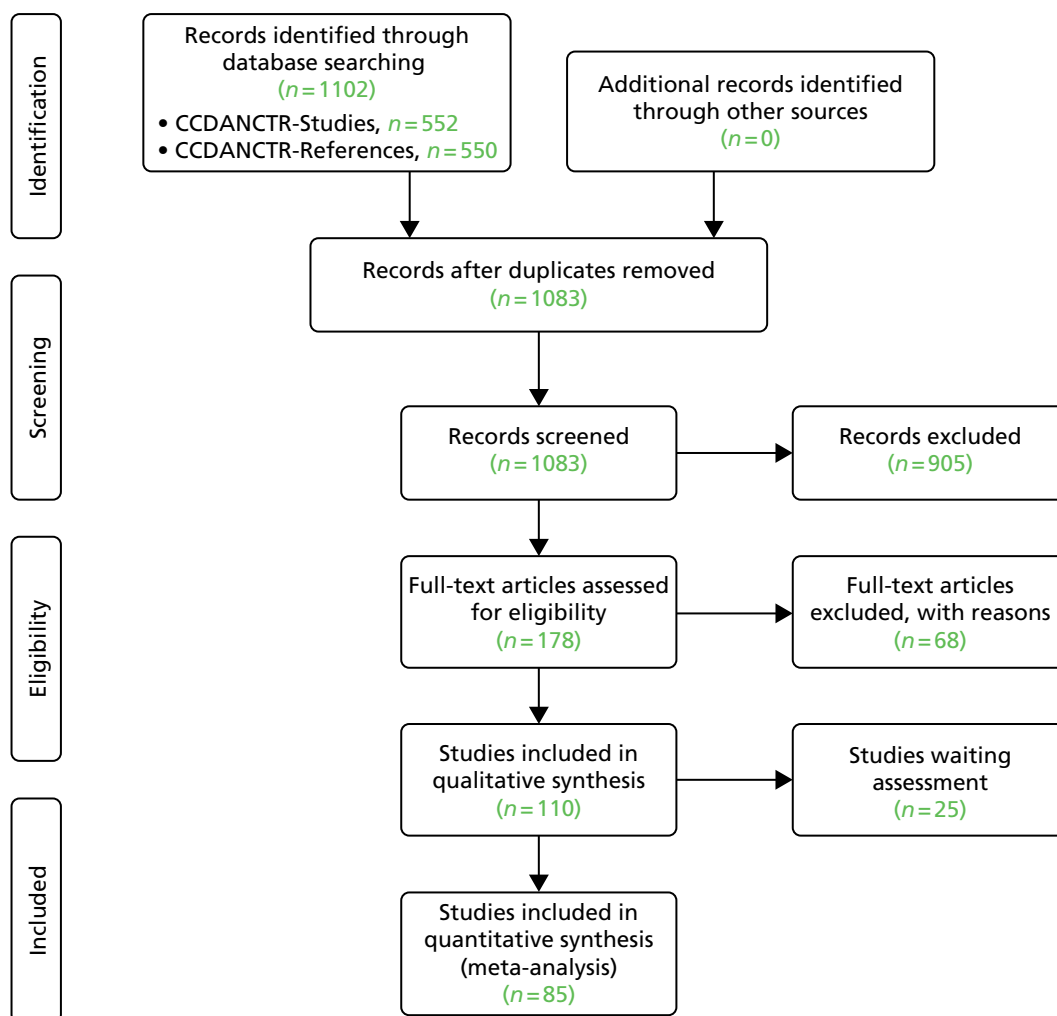 Identification
Records identified through
database searching
(n=1102)
• CCDANCTR-Studies, n=552
• CCDANCTR-References, n=550
Additional records identified
through other sources
(n=0)
Records after duplicates removed
(n=1083)
Screening
Records screened
(n=1083)
Records excluded
(n=905)
Eligibility
Full-text articles assessed
for eligibility
(n=178)
Full-text articles
excluded, with reasons
(n=68)
Studies included in
qualitative synthesis
(n=110)
Studies waiting
assessment
(n=25)
Included
Studies included in
quantitative synthesis
(meta-analysis)
(n=85)